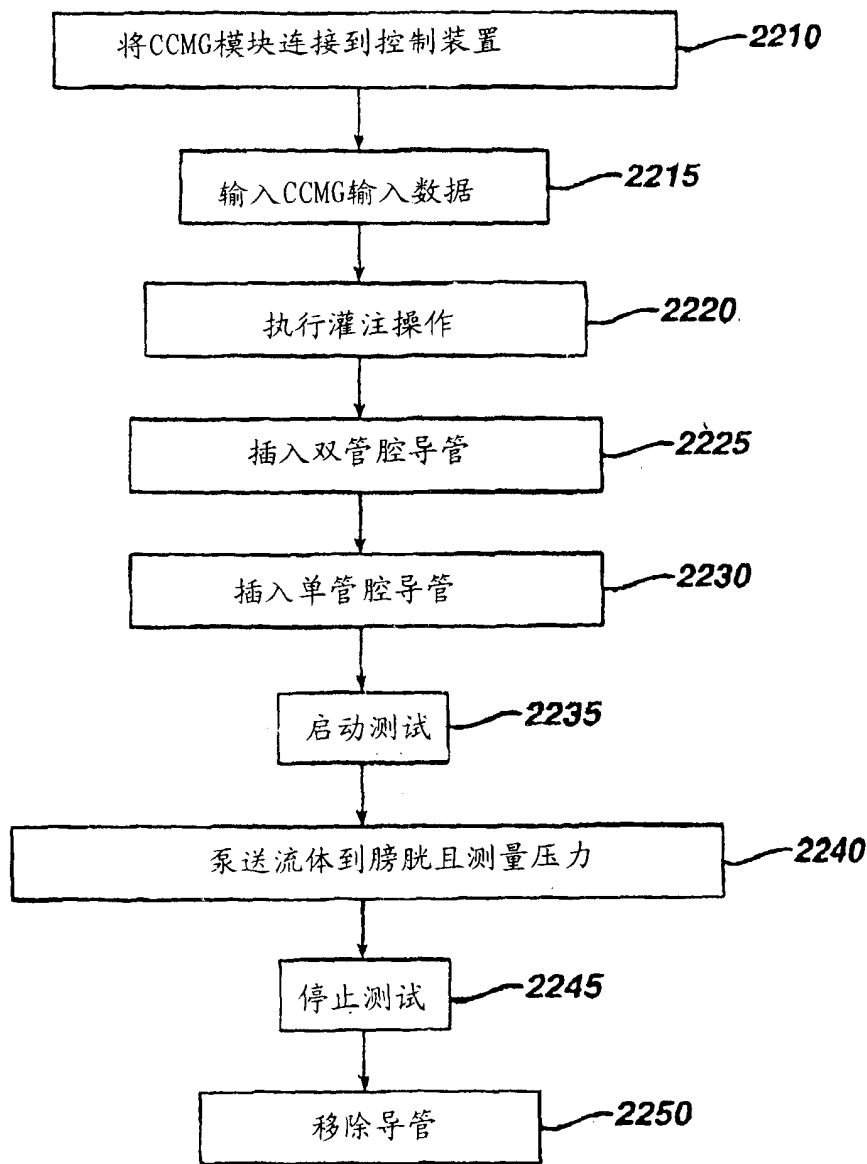 将CCMG模块连接到控制装置
2210
输入CCMG输入数据
2215
执行灌注操作
2220
插入双管腔导管
2225
插入单管腔导管
2230
启动测试
2235
泵送流体到膀胱且测量压力
2240
停止测试
2245
移除导管
2250